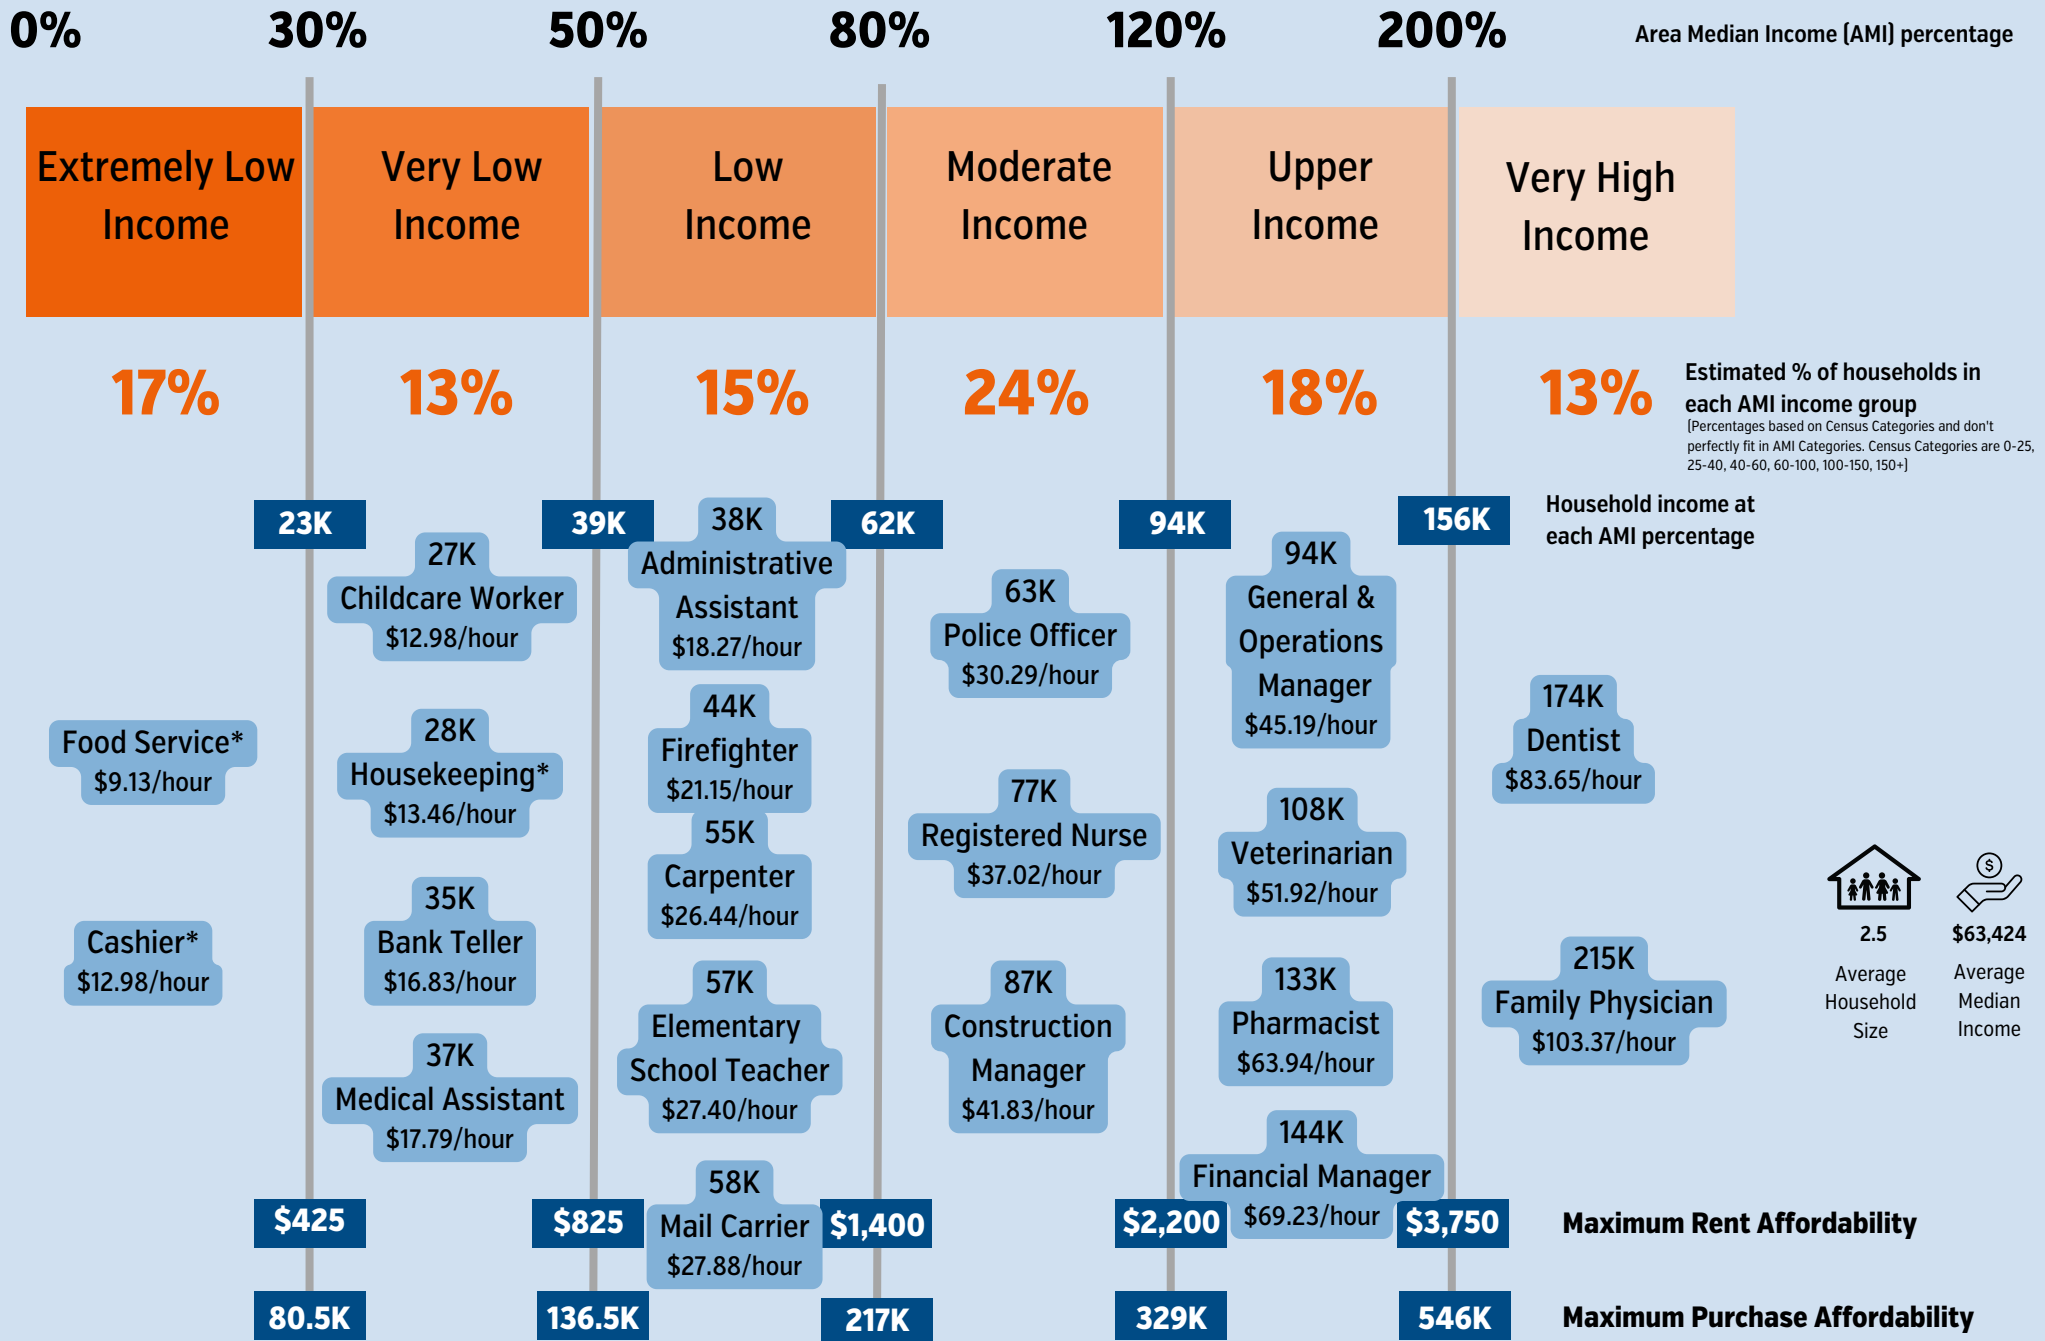 0% 30% 50% 80% 120% 200% Area Median Income (AMI) percentage
Extremely Low
Income
Very Low
Income
Low
Income
Moderate
Income
Upper
Income
Very High
Income
17% 13% 15% 24% 18% 13%
Estimated % of households in
each AMI income group
(Percentages based on Census Categories and don't
perfectly fit in AMI Categories. Census Categories are 0-25,
25-40, 40-60, 60-100, 100-150, 150+)
23K 39K 62K 94K 156K
Household income at
each AMI percentage
Food Service*
$9.13/hour
Cashier*
$12.98/hour
27K
Childcare Worker
$12.98/hour
28K
Housekeeping*
$13.46/hour
35K
Bank Teller
$16.83/hour
37K
Medical Assistant
$17.79/hour
38K
Administrative
Assistant
$18.27/hour
44K
Firefighter
$21.15/hour
55K
Carpenter
$26.44/hour
57K
Elementary
School Teacher
$27.40/hour
58K
Mail Carrier
$27.88/hour
63K
Police Officer
$30.29/hour
77K
Registered Nurse
$37.02/hour
87K
Construction
Manager
$41.83/hour
94K
General &
Operations
Manager
$45.19/hour
108K
Veterinarian
$51.92/hour
133K
Pharmacist
$63.94/hour
144K
Financial Manager
$69.23/hour
174K
Dentist
$83.65/hour
215K
Family Physician
$103.37/hour
$
2.5
Average
Household
Size
$63,424
Average
Median
Income
$425 $825 $1,400 $2,200 $3,750 Maximum Rent Affordability
80.5K 136.5K 217K 329K 546K Maximum Purchase Affordability